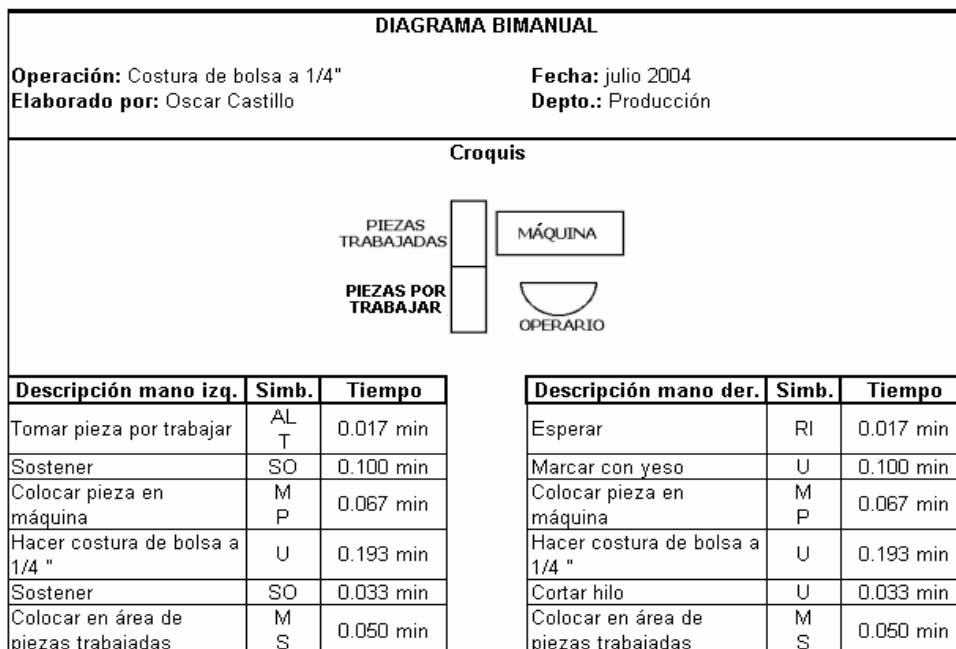 DIAGRAMA BIMANUAL
Operación: Costura de bolsa a 1/4"
Fecha: julio 2004
Elaborado por: Oscar Castillo
Depto.: Producción
Croquis
PIEZAS
TRABAJADAS
MÁQUINA
PIEZAS POR
TRABAJAR
OPERARIO
Descripción mano izq. Simb. Tiempo
Descripción mano der. Simb. Tiempo
Tomar pieza por trabajar AL T 0.017 min
Esperar RI 0.017 min
Sostener SO 0.100 min
Marcar con yeso U 0.100 min
Colocar pieza en
máquina M P 0.067 min
Colocar pieza en
máquina M P 0.067 min
Hacer costura de bolsa a
1/4 " U 0.193 min
Hacer costura de bolsa a
1/4 " U 0.193 min
Sostener SO 0.033 min
Cortar hilo U 0.033 min
Colocar en área de
piezas trabajadas M S 0.050 min
Colocar en área de
piezas trabajadas M S 0.050 min